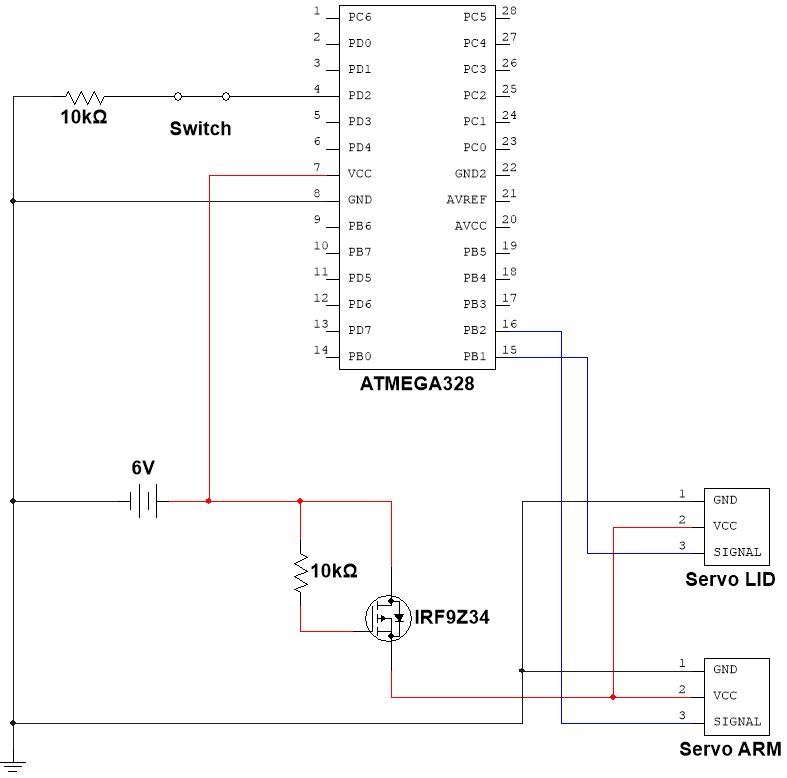 1 PC6 PC5 28
2 PD0 PC4 27
3 PD1 PC3 26
4 PD2 PC2 25
5 PD3 PC1 24
6 PD4 PC0 23
7 VCC GND2 22
8 GND AVREF 21
9 PB6 AVCC 20
10 PB7 PB5 19
11 PD5 PB4 18
12 PD6 PB3 17
13 PD7 PB2 16
14 PB0 PB1 15
ATMEGA328
10kΩ
Switch
6V
10kΩ
IRF9Z34
1 GND
2 VCC
3 SIGNAL
Servo LID
1 GND
2 VCC
3 SIGNAL
Servo ARM